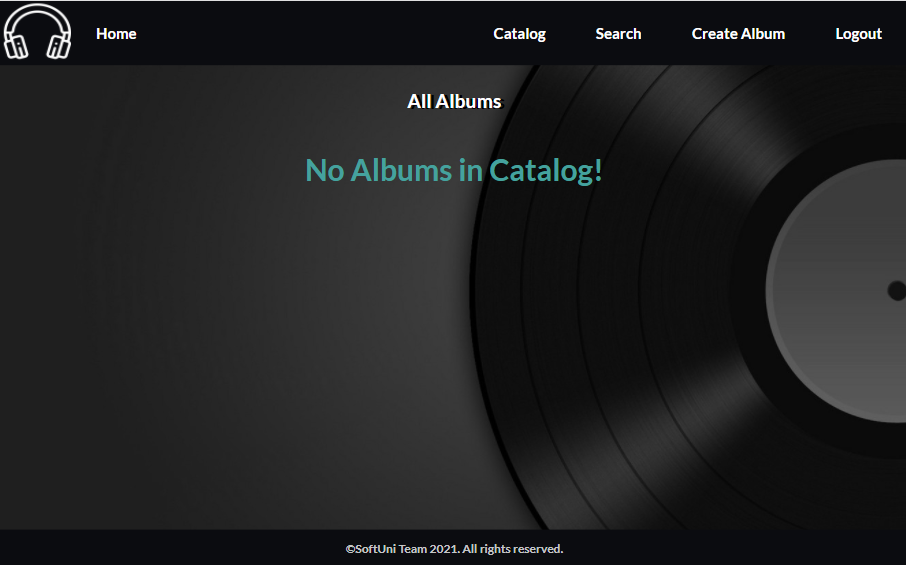 Home Catalog Search Create Album Logout
All Albums
No Albums in Catalog!
©SoftUni Team 2021. All rights reserved.